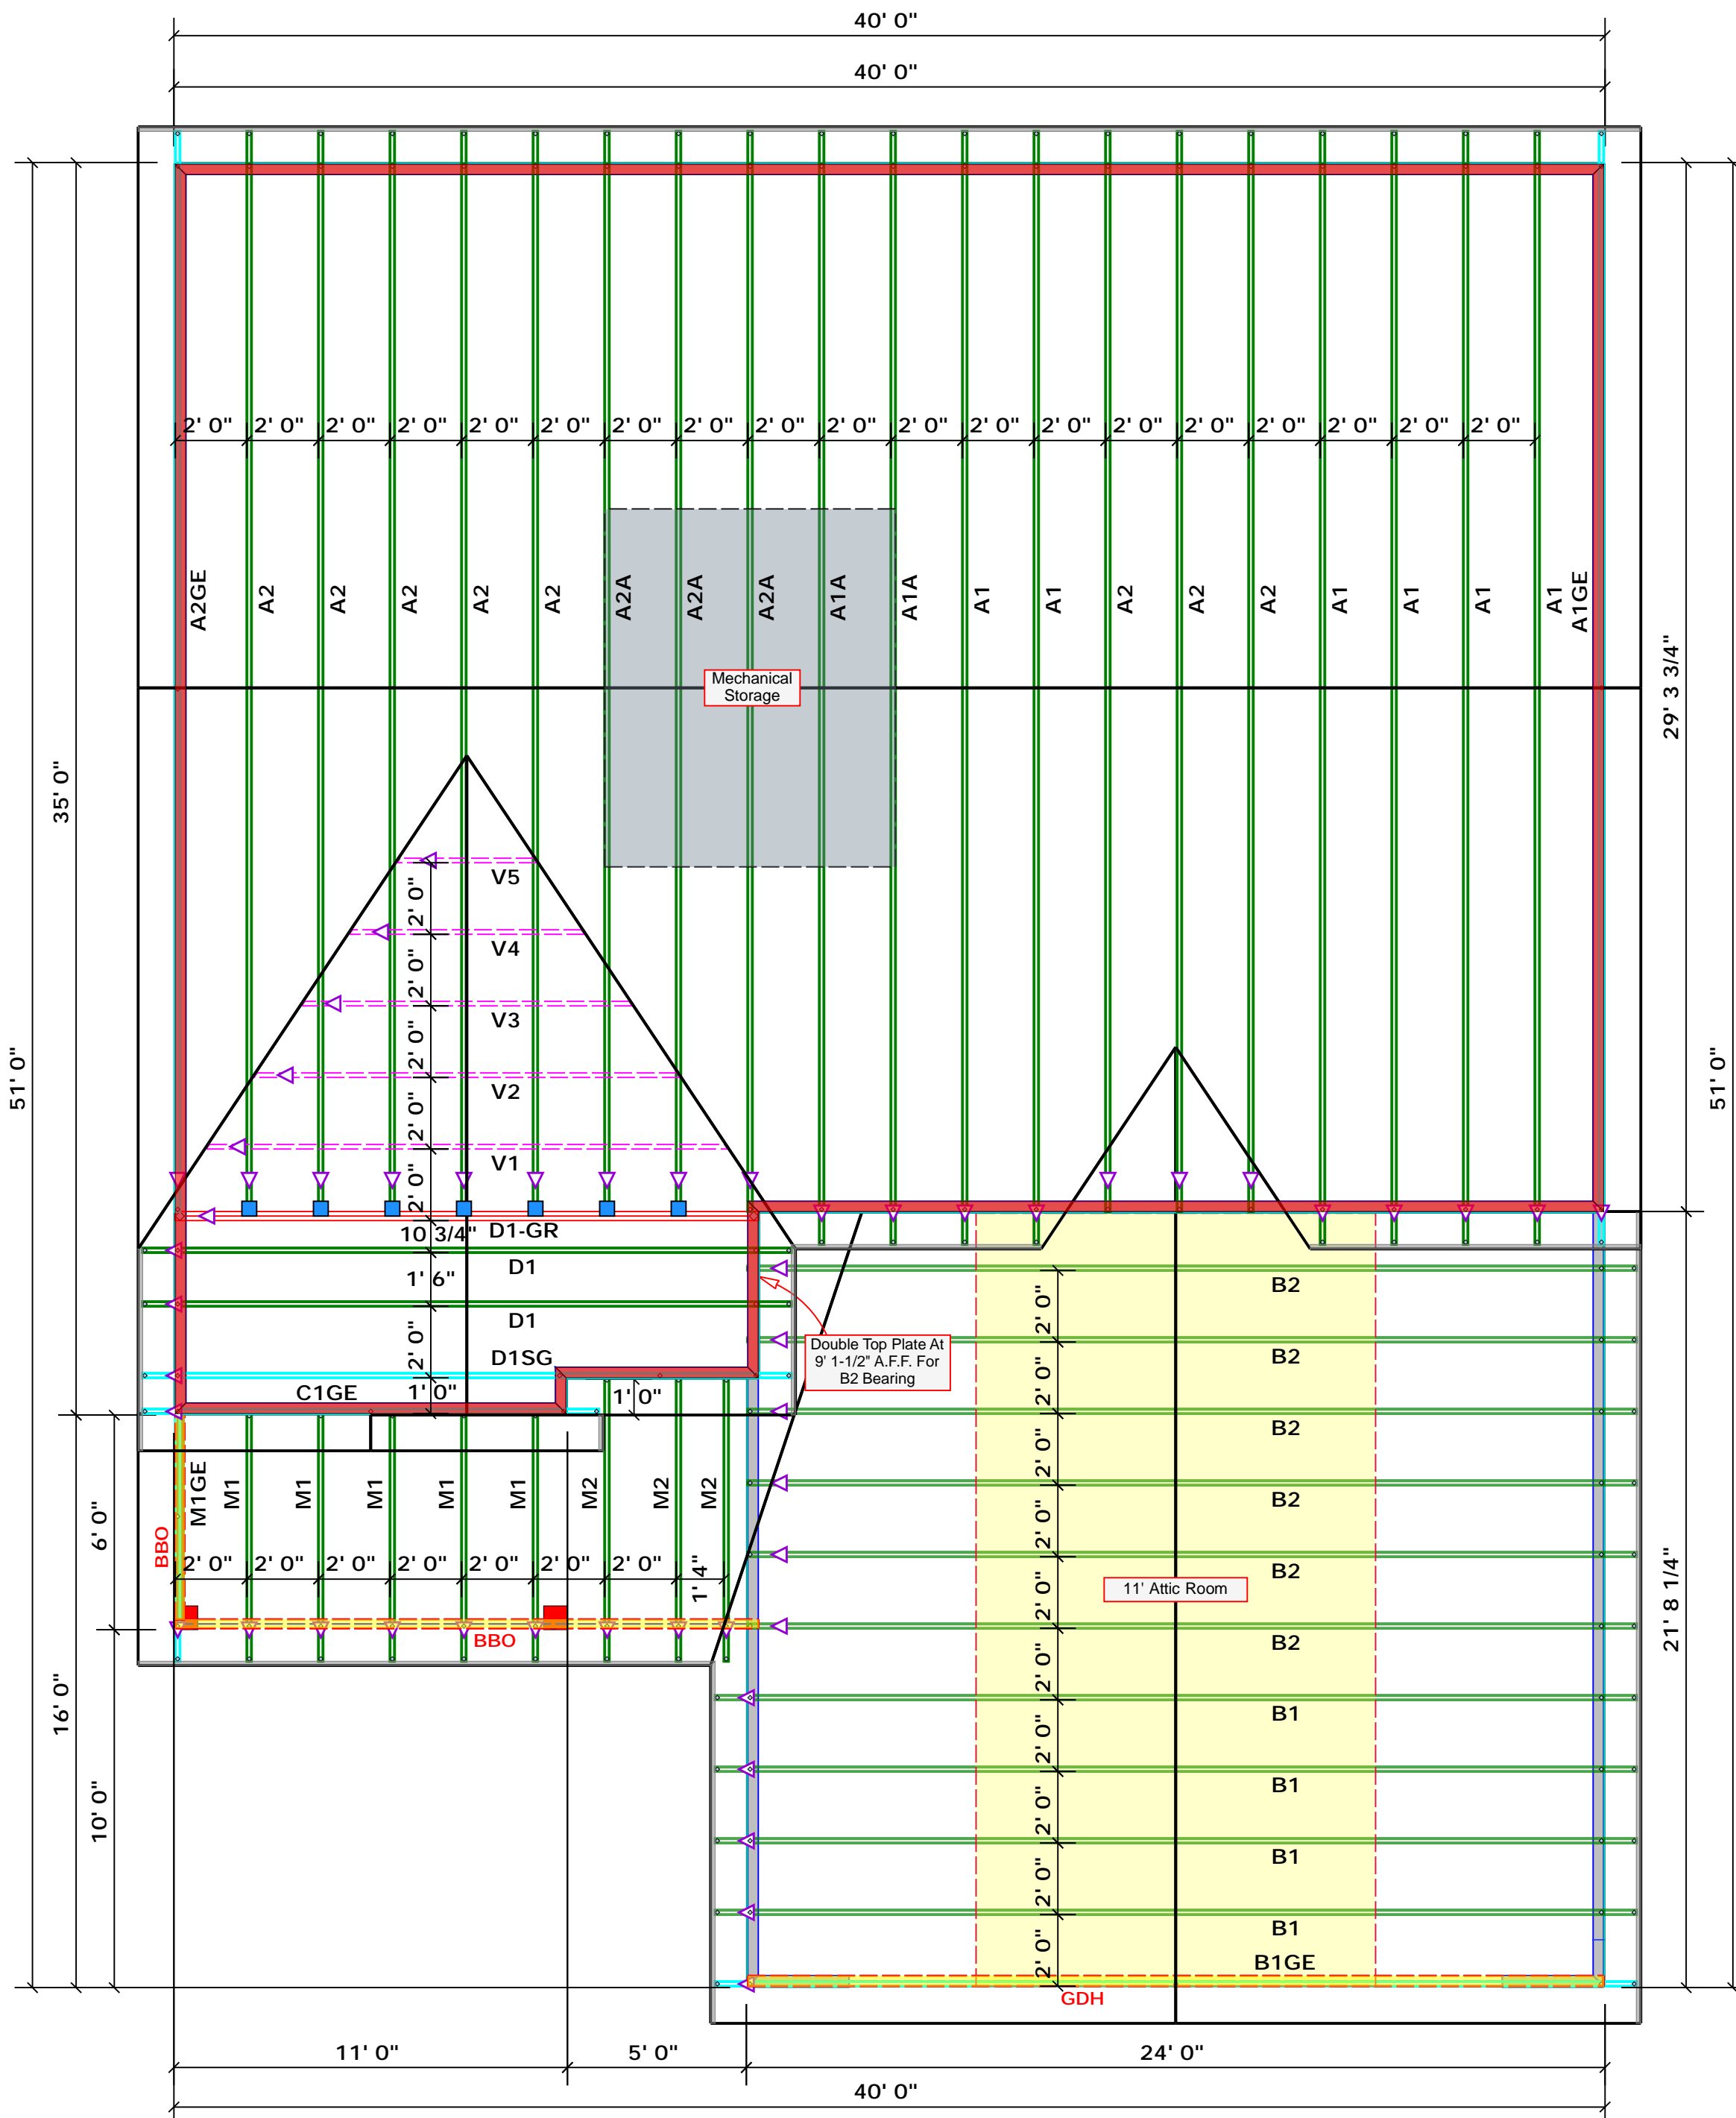 40' 0"
40' 0"
2' 0" 2' 0" 2' 0" 2' 0" 2' 0" 2' 0" 2' 0" 2' 0" 2' 0" 2' 0" 2' 0" 2' 0" 2' 0" 2' 0" 2' 0" 2' 0" 2' 0" 2' 0" 2' 0"
A2GE
A2
A2
A2
A2
A2
A2A
A2A
A2A
A1A
A1A
A1
A1
A2
A2
A2
A1
A1
A1
A1
A1GE
Mechanical
Storage
29' 3 3/4"
35' 0"
51' 0"
51' 0"
V5
2' 0"
V4
2' 0"
V3
2' 0"
V2
2' 0"
V1
2' 0"
D1-GR
10 3/4"
D1
1' 6"
D1
2' 0"
D1SG
C1GE
1' 0"
1' 0"
Double Top Plate At
9' 1-1/2" A.F.F. For
B2 Bearing
B2
2' 0"
B2
2' 0"
B2
2' 0"
B2
2' 0"
B2
2' 0"
B2
2' 0"
B1
2' 0"
B1
2' 0"
B1
2' 0"
B1
2' 0"
B1GE
GDH
11' Attic Room
M1GE
M1
M1
M1
M1
M1
M2
M2
M2
BBO
2' 0" 2' 0" 2' 0" 2' 0" 2' 0" 2' 0" 2' 0" 1' 4"
BBO
6' 0"
16' 0"
10' 0"
21' 8 1/4"
11' 0" 5' 0" 24' 0"
40' 0"